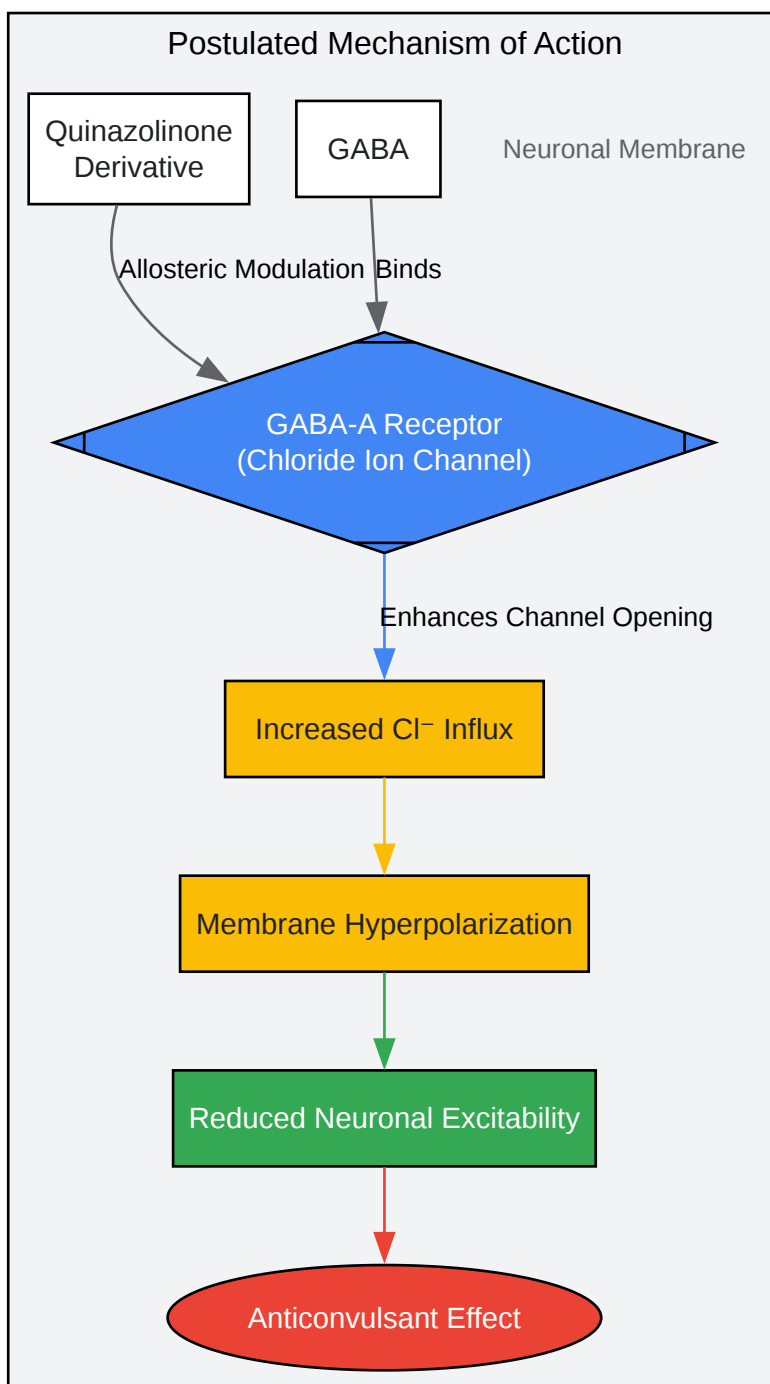 Postulated Mechanism of Action
Quinazolinone
Derivative
GABA
Neuronal Membrane
Allosteric Modulation
Binds
GABA-A Receptor
(Chloride Ion Channel)
Enhances Channel Opening
Increased Cl⁻ Influx
Membrane Hyperpolarization
Reduced Neuronal Excitability
Anticonvulsant Effect